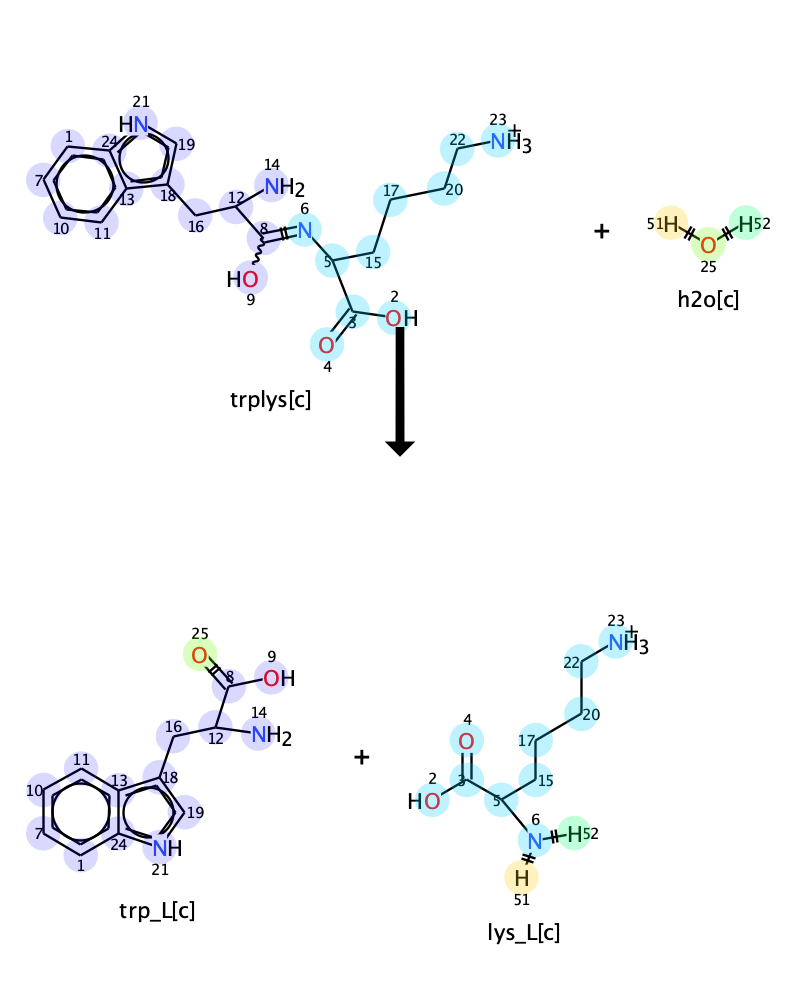 21
HN
1
24
19
23
NH3
+
22
14
NH2
7
13
18
12
17
20
10
11
16
8
6
N
5
15
HO
9
2
OH
3
O
4
trplys[c]
+
51
H
H
52
O
25
h2o[c]
25
O
8
9
OH
14
NH2
12
16
11
18
10
13
19
7
24
NH
21
1
trp_L[c]
+
23
NH3
+
22
20
4
O
17
2
HO
3
15
5
6
N
H
52
H
51
lys_L[c]